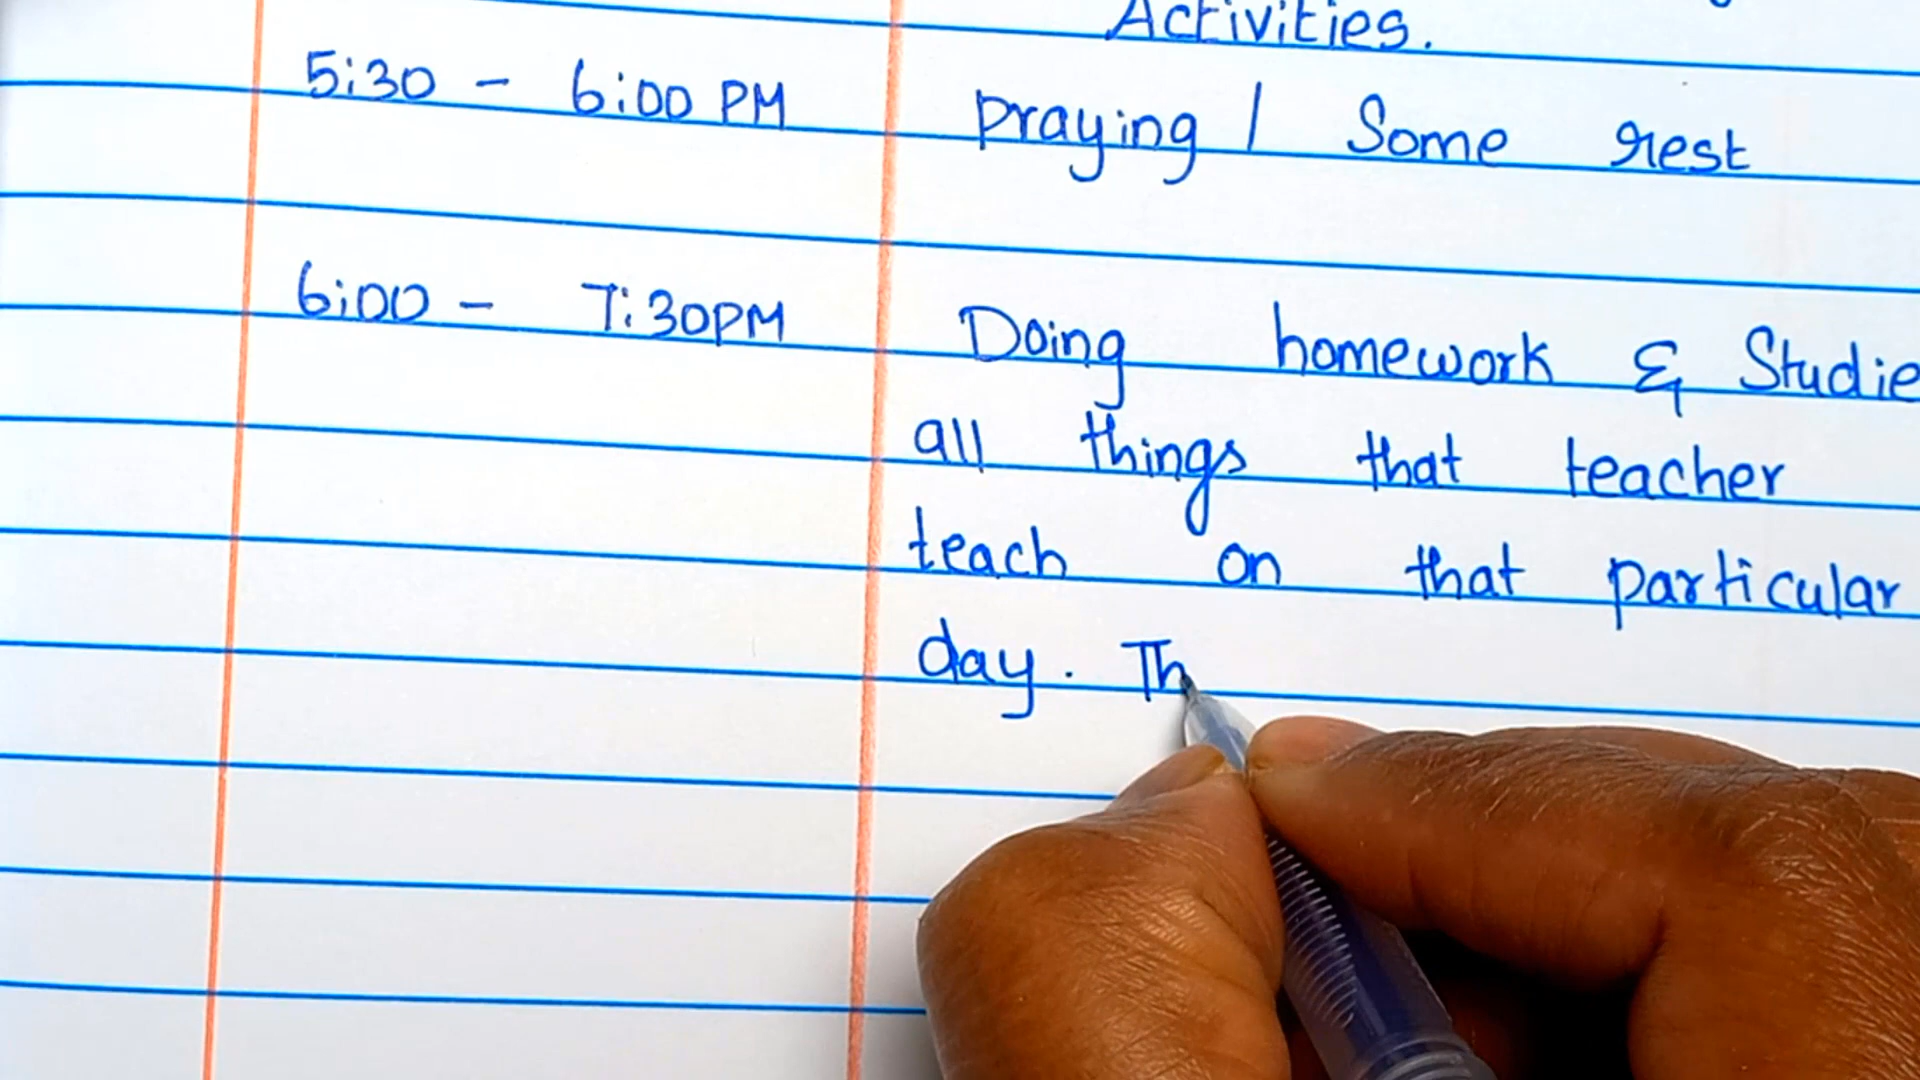 Activities.
5:30 - 6:00 PM praying / Some rest
6:00 - 7:30PM Doing homework & Studie
all things that teacher
teach on that particular
day. Th